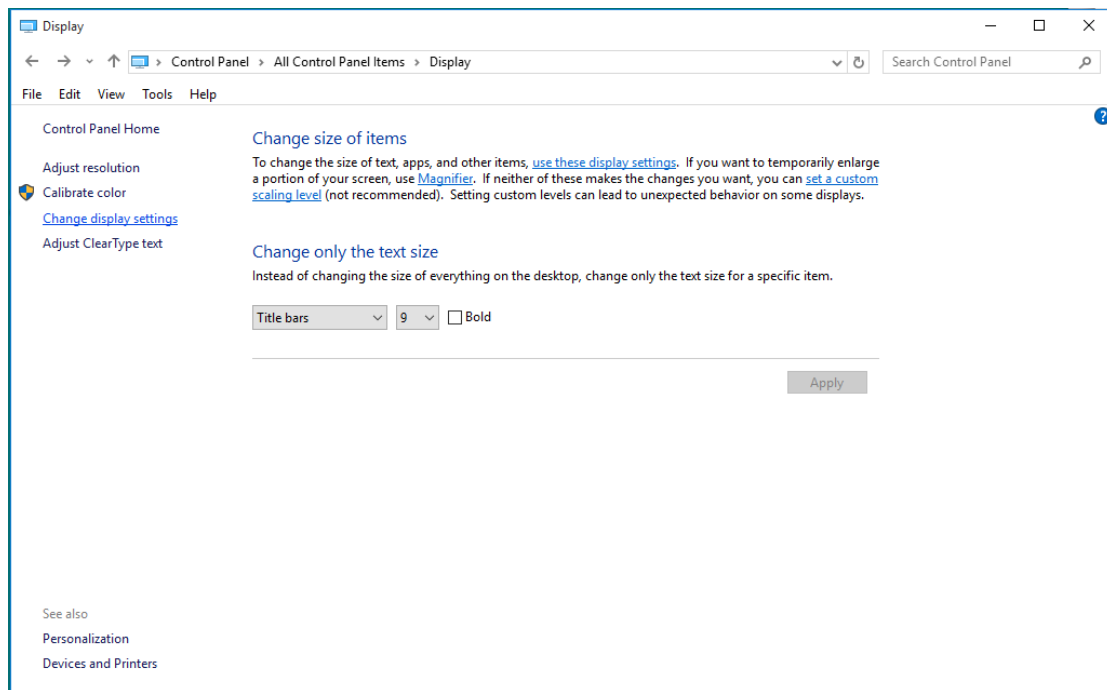 Display
Control Panel > All Control Panel Items > Display
Search Control Panel
File Edit View Tools Help
?
Control Panel Home
Adjust resolution
Calibrate color
Change display settings
Adjust ClearType text
Change size of items
To change the size of text, apps, and other items, use these display settings. If you want to temporarily enlarge
a portion of your screen, use Magnifier. If neither of these makes the changes you want, you can set a custom
scaling level (not recommended). Setting custom levels can lead to unexpected behavior on some displays.
Change only the text size
Instead of changing the size of everything on the desktop, change only the text size for a specific item.
Title bars 9 Bold
Apply
See also
Personalization
Devices and Printers